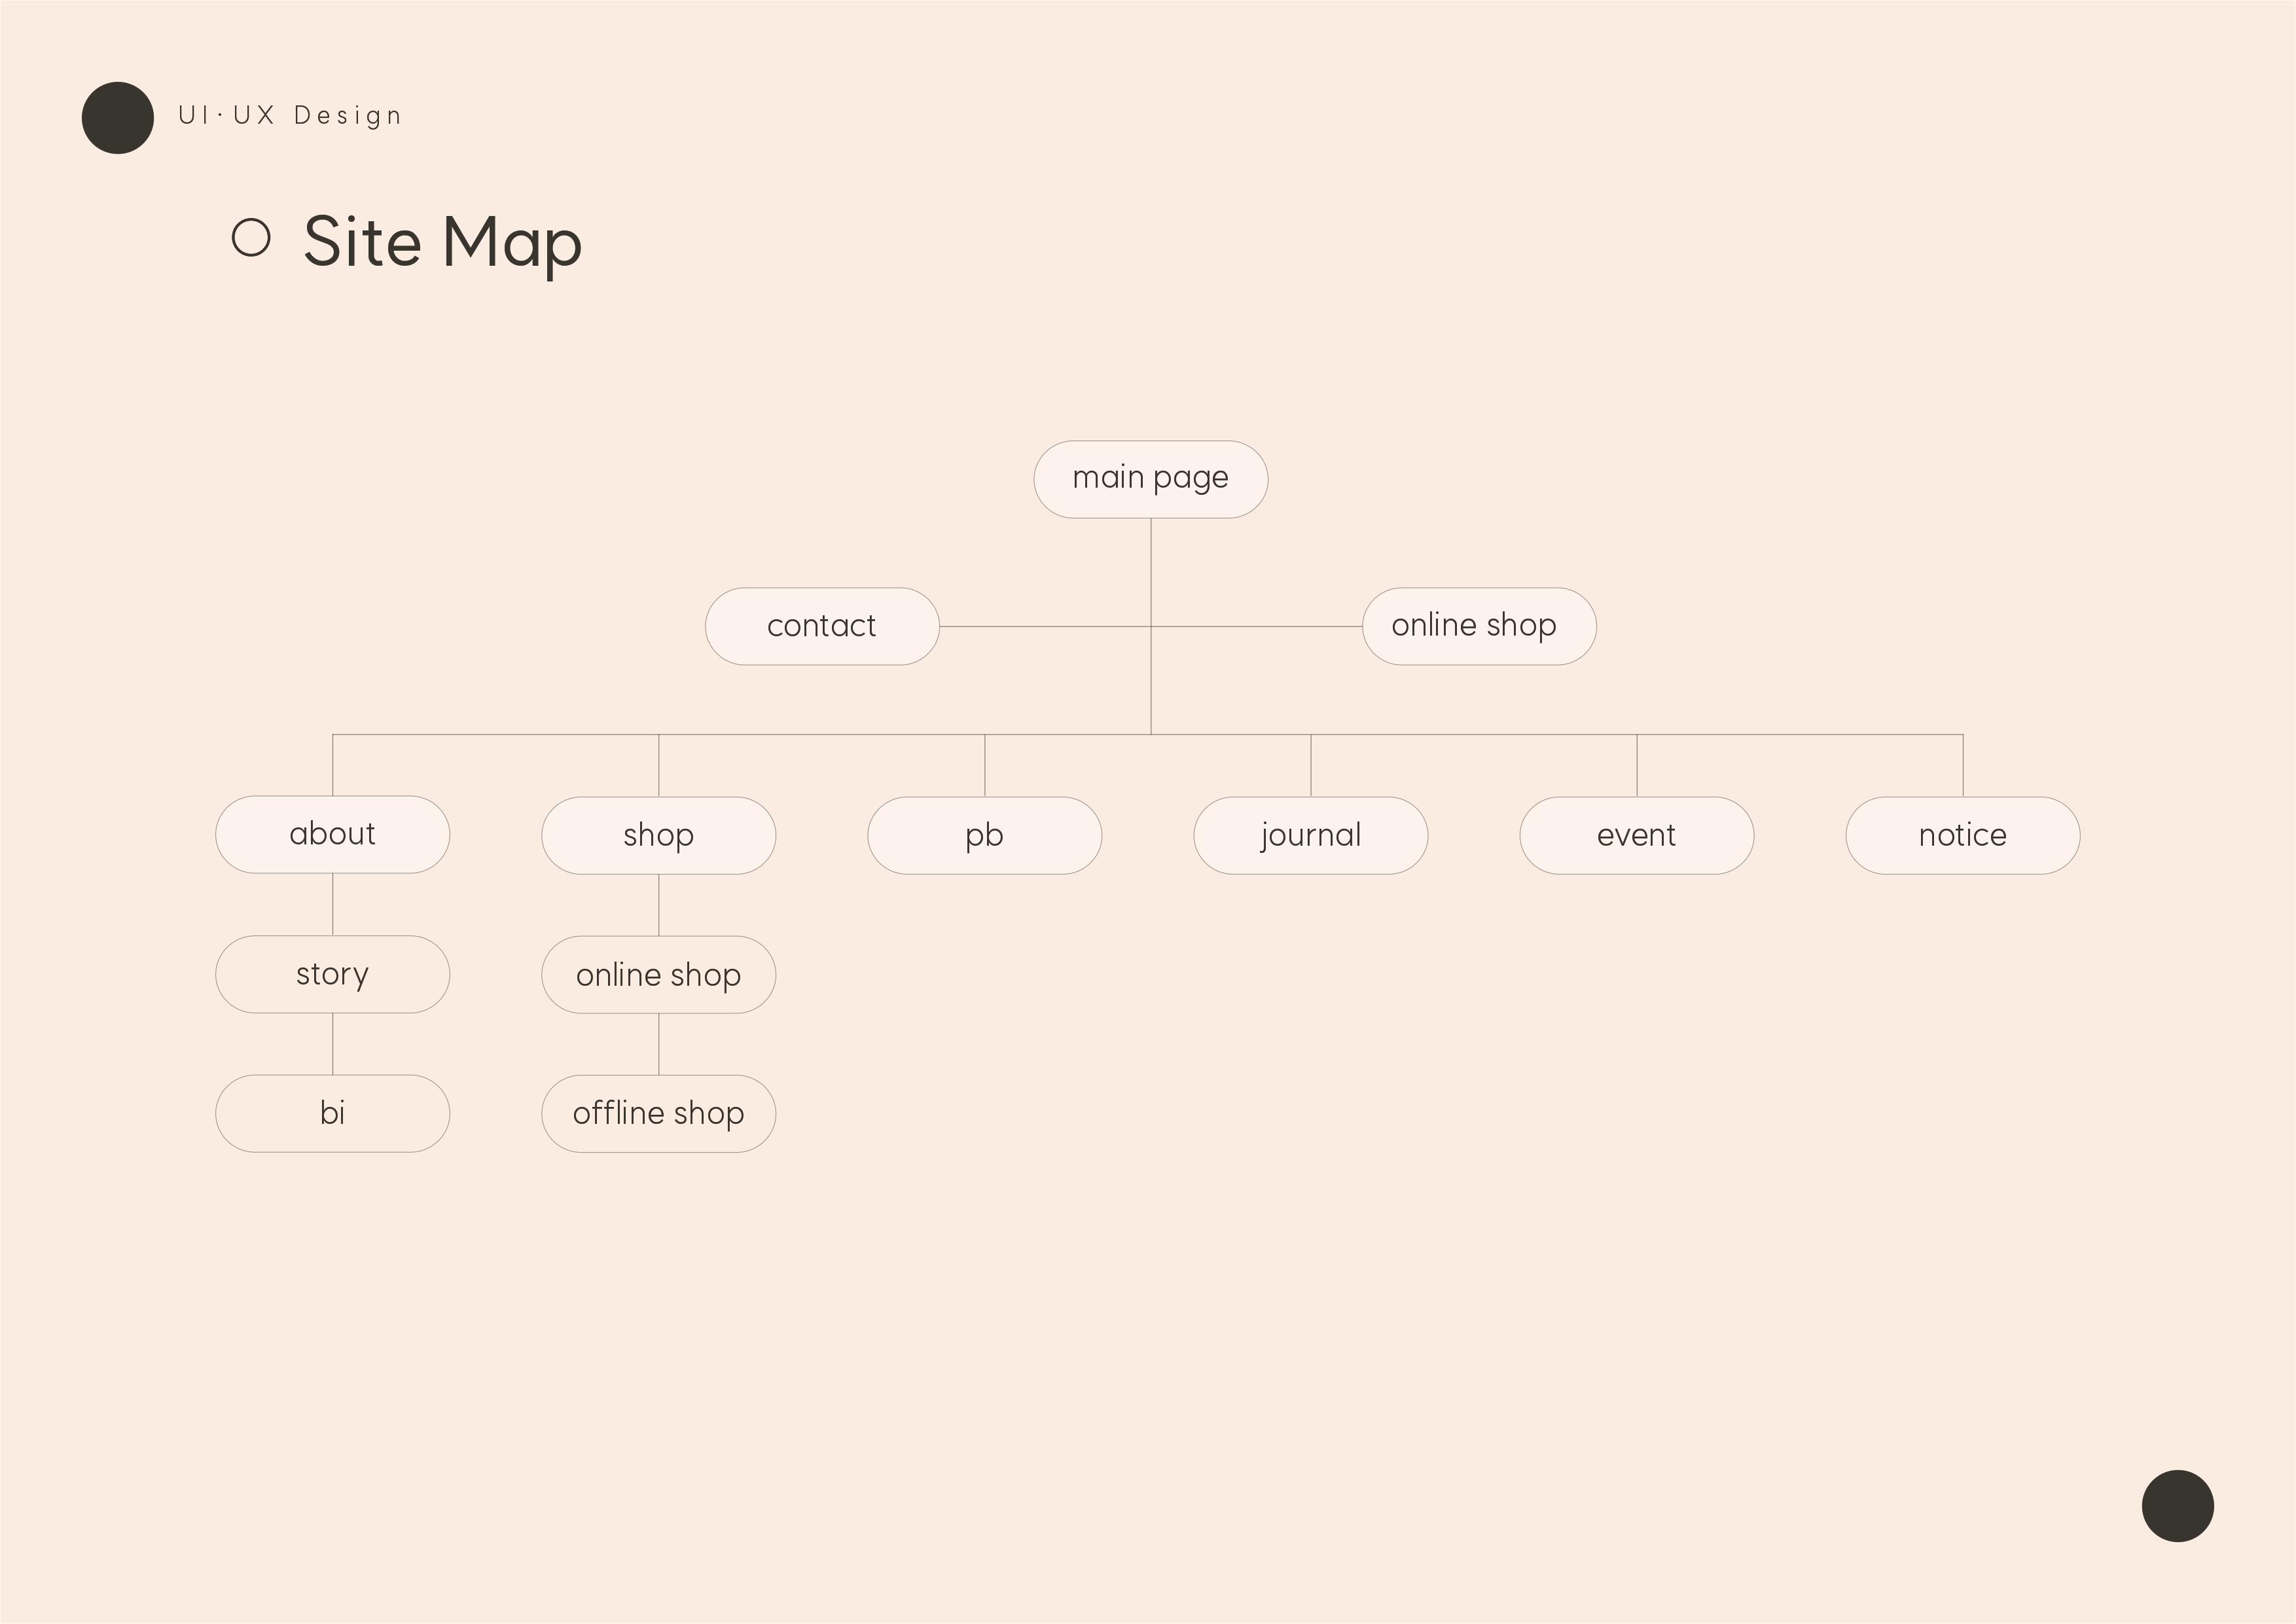 UI·UX Design
Site Map
main page
contact
online shop
about
shop
pb
journal
event
notice
story
online shop
bi
offline shop